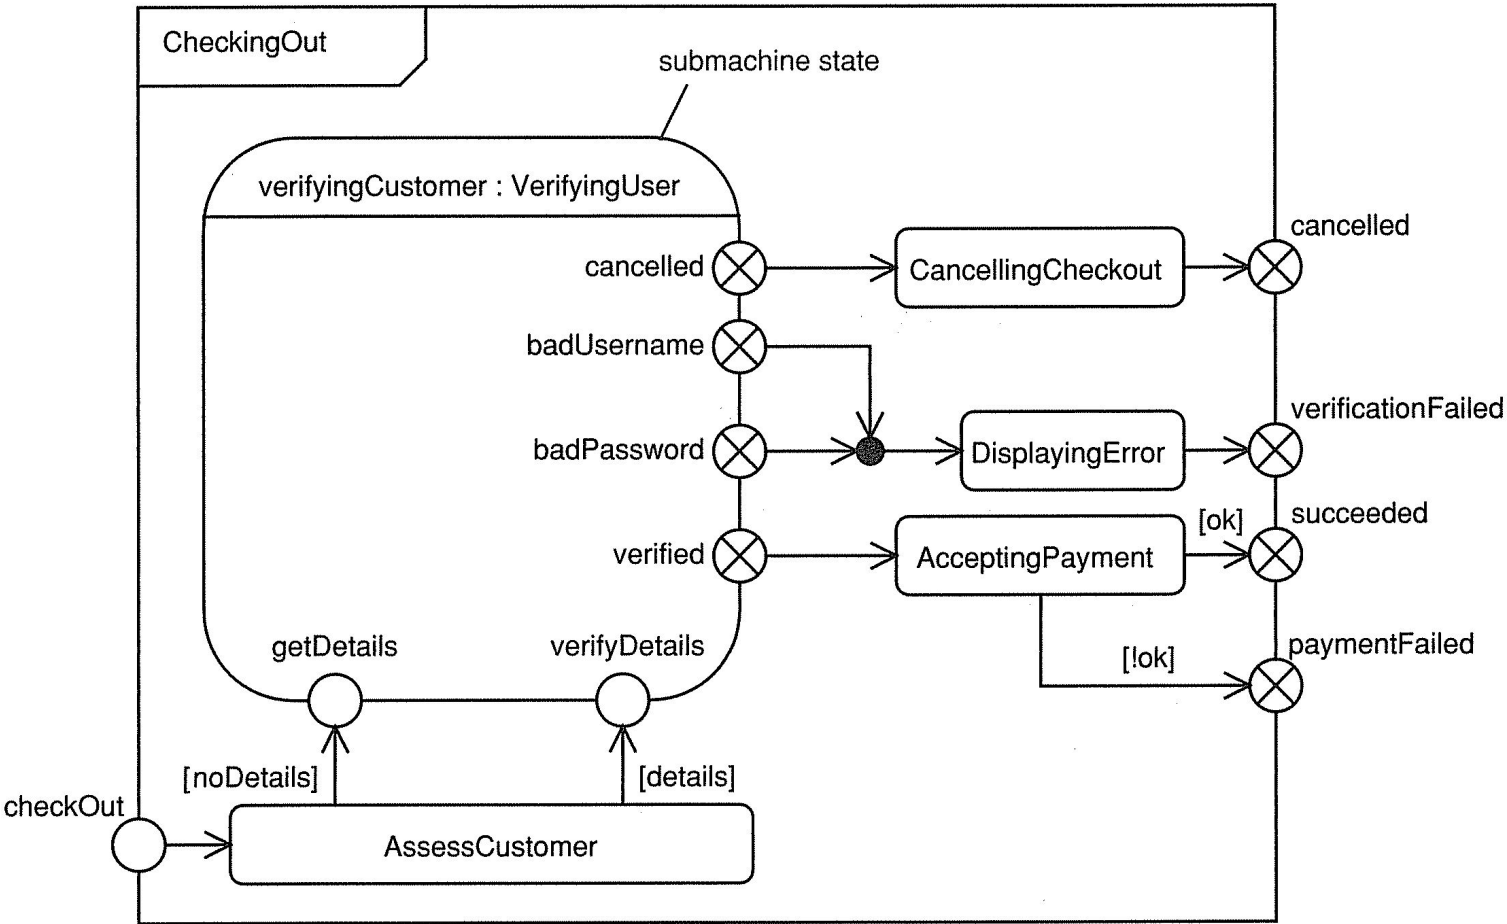 CheckingOut
submachine state
verifyingCustomer : VerifyingUser
cancelled
CancellingCheckout
cancelled
badUsername
badPassword
DisplayingError
verificationFailed
verified
AcceptingPayment
[ok]
succeeded
[!ok]
paymentFailed
getDetails
verifyDetails
[noDetails]
[details]
checkOut
AssessCustomer